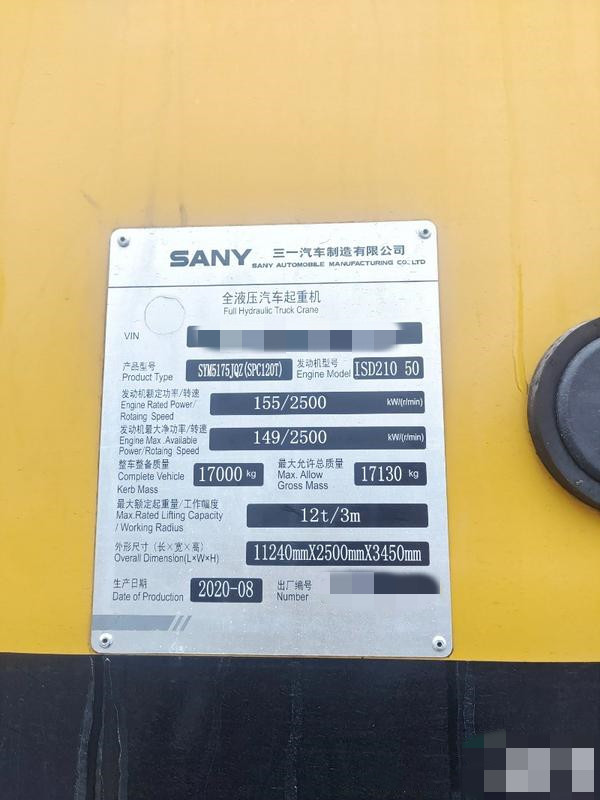 SANY 三一汽车制造有限公司
SANY AUTOMOBILE MANUFACTURING CO. LTD
全液压汽车起重机
Full Hydraulic Truck Crane
VIN
产品型号 SYM5175JQZ(SPC120T) 发动机型号 ISD210 50
Product Type Engine Model
发动机额定功率/转速
Engine Rated Power/ 155/2500 kW/(r/min)
Rotaing Speed
发动机最大净功率/转速
Engine Max .Available 149/2500 kW/(r/min)
Power/Rotaing Speed
整车整备质量 最大允许总质量
Complete Vehicle 17000 kg Max. Allow 17130 kg
Kerb Mass Gross Mass
最大额定起重量/工作幅度
Max.Rated Lifting Capacity 12t/3m
/ Working Radius
外形尺寸 (长×宽×高)
Overall Dimension(L×W×H) 11240mmX2500mmX3450mm
生产日期 2020-08 出厂编号
Date of Production Number